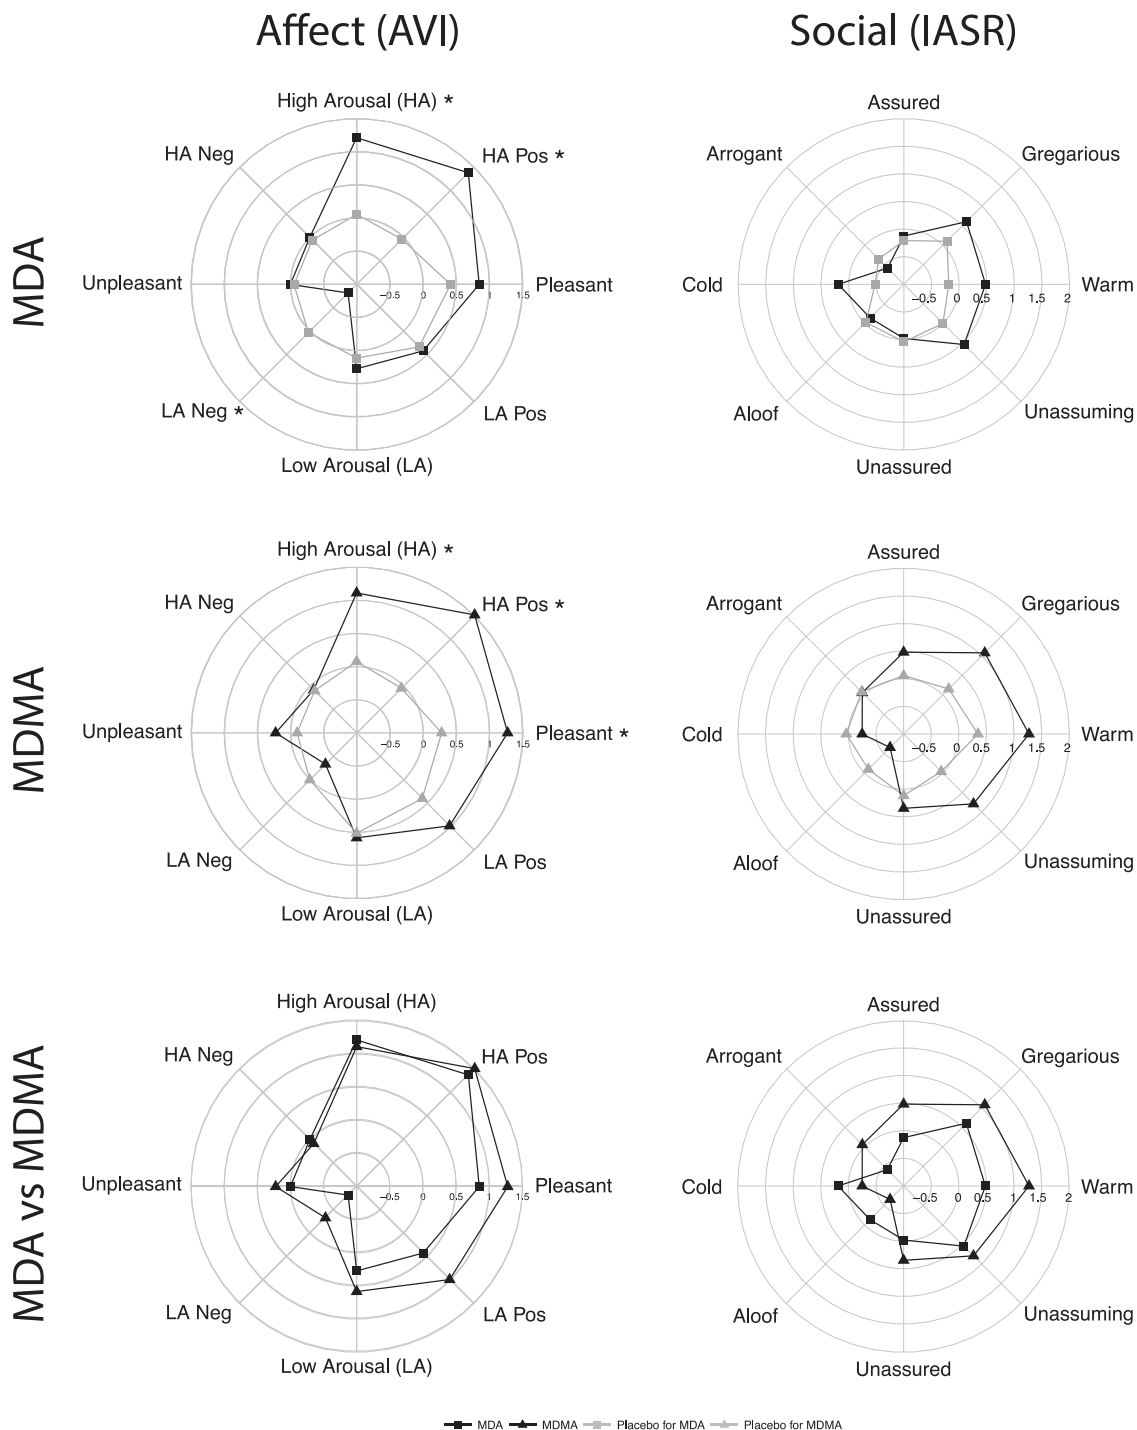 Affect (AVI)
Social (IASR)
MDA
High Arousal (HA) *
HA Neg
HA Pos *
Unpleasant
−0.5 0 0.5 1 1.5
Pleasant
LA Neg *
LA Pos
Low Arousal (LA)
Assured
Arrogant
Gregarious
Cold
−0.5 0 0.5 1 1.5 2
Warm
Aloof
Unassuming
Unassured
MDMA
High Arousal (HA) *
HA Neg
HA Pos *
Unpleasant
−0.5 0 0.5 1 1.5
Pleasant *
LA Neg
LA Pos
Low Arousal (LA)
Assured
Arrogant
Gregarious
Cold
−0.5 0 0.5 1 1.5 2
Warm
Aloof
Unassuming
Unassured
MDA vs MDMA
High Arousal (HA)
HA Neg
HA Pos
Unpleasant
−0.5 0 0.5 1 1.5
Pleasant
LA Neg
LA Pos
Low Arousal (LA)
Assured
Arrogant
Gregarious
Cold
−0.5 0 0.5 1 1.5 2
Warm
Aloof
Unassuming
Unassured
MDA MDMA Placebo for MDA Placebo for MDMA